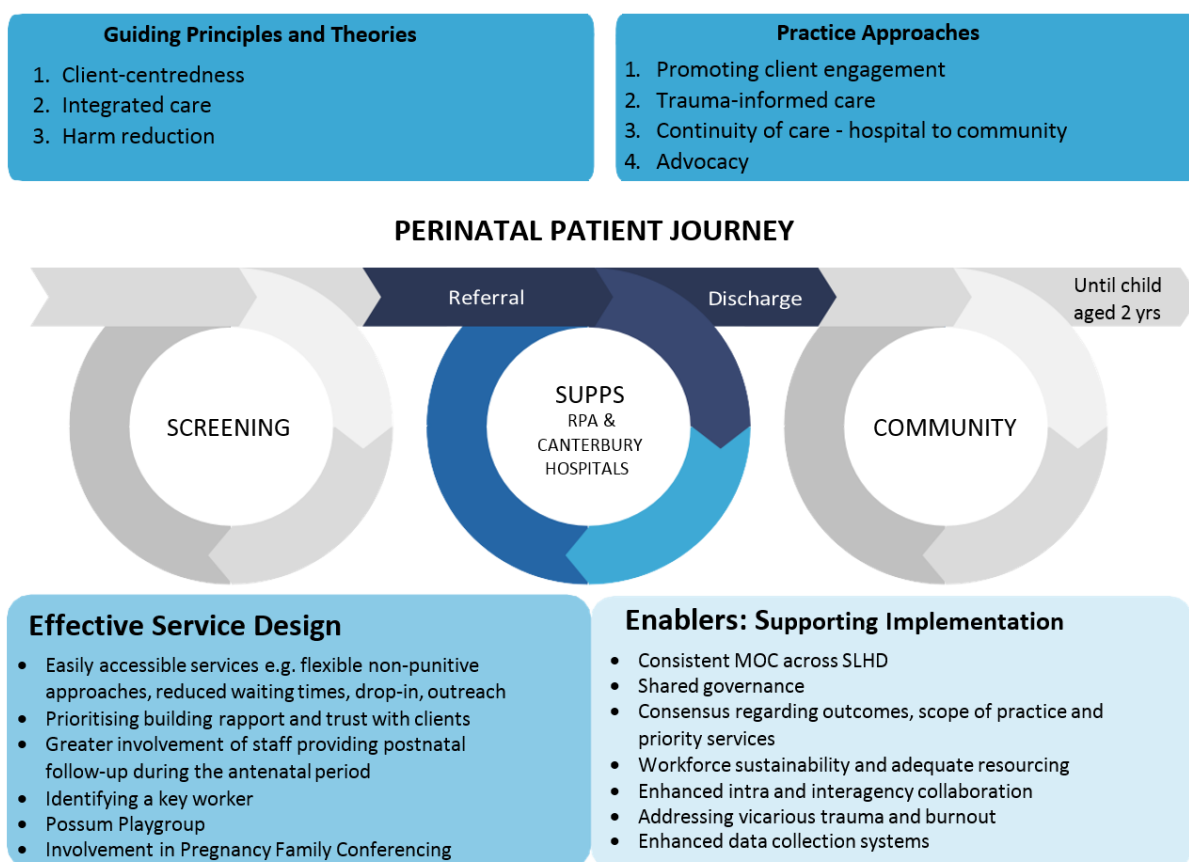 Guiding Principles and Theories
1. Client-centredness
2. Integrated care
3. Harm reduction
Practice Approaches
1. Promoting client engagement
2. Trauma-informed care
3. Continuity of care - hospital to community
4. Advocacy
PERINATAL PATIENT JOURNEY
Referral
Discharge
Until child
aged 2 yrs
SCREENING
SUPPS
RPA &
CANTERBURY
HOSPITALS
COMMUNITY
Effective Service Design
• Easily accessible services e.g. flexible non-punitive
approaches, reduced waiting times, drop-in, outreach
• Prioritising building rapport and trust with clients
• Greater involvement of staff providing postnatal
follow-up during the antenatal period
• Identifying a key worker
• Possum Playgroup
• Involvement in Pregnancy Family Conferencing
Enablers: Supporting Implementation
• Consistent MOC across SLHD
• Shared governance
• Consensus regarding outcomes, scope of practice and
priority services
• Workforce sustainability and adequate resourcing
• Enhanced intra and interagency collaboration
• Addressing vicarious trauma and burnout
• Enhanced data collection systems